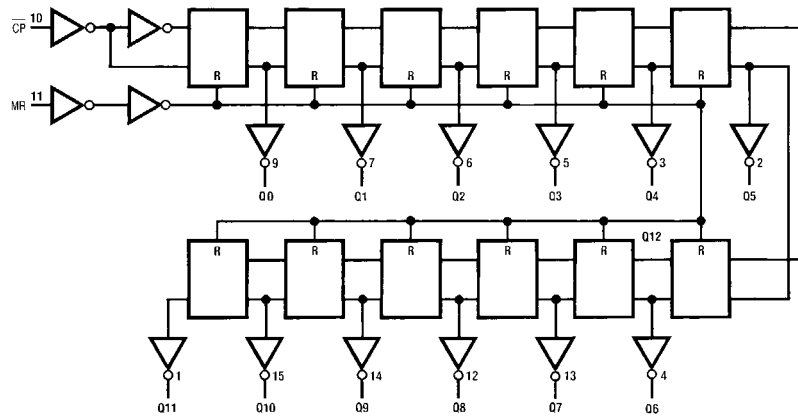 C̅P̅ 10
R R R R R R
MR 11
9 7 6 5 3 2
Q0 Q1 Q2 Q3 Q4 Q5
Q12
R R R R R R
1 15 14 12 13 4
Q11 Q10 Q9 Q8 Q7 Q6